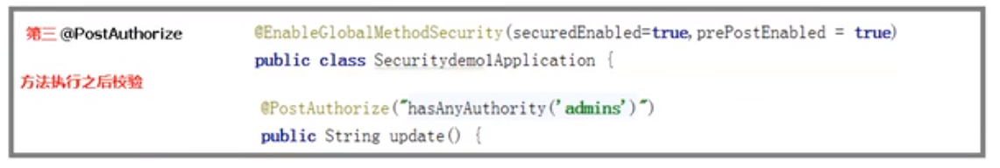 第三 @PostAuthorize
@EnableGlobalMethodSecurity(securedEnabled=true,prePostEnabled = true)
public class Securitydemo1Application {
方法执行之后校验
@PostAuthorize("hasAnyAuthority('admins')")
public String update() {